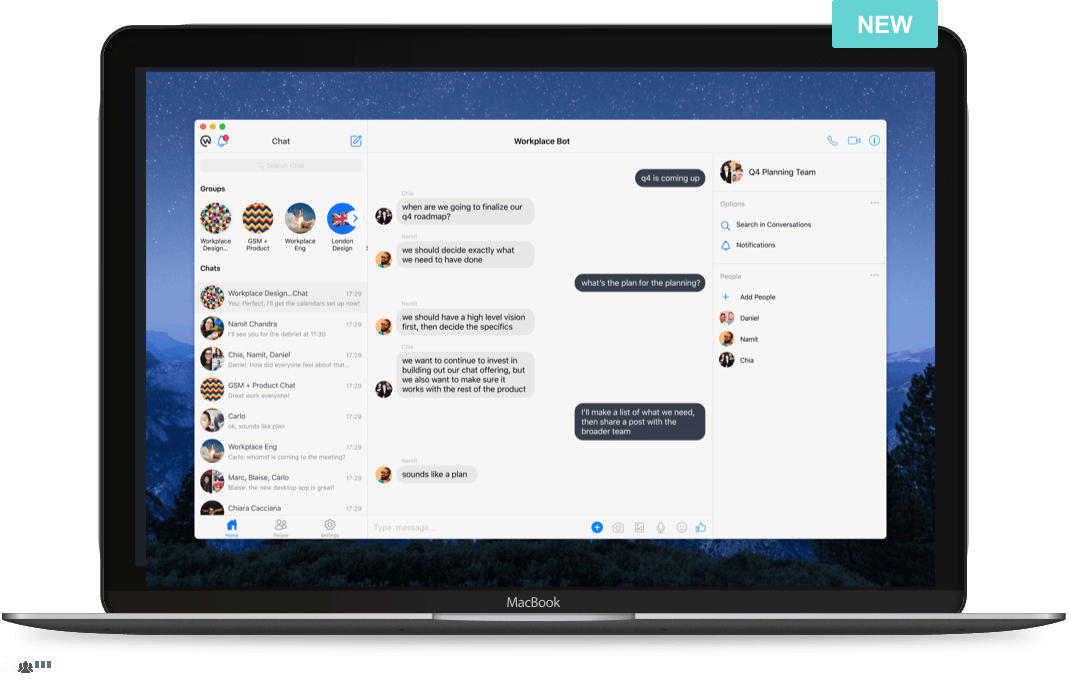 NEW
Chat
Search Chat
Groups
Workplace
Design...
GSM +
Product
Workplace
Eng
London
Design
Chats
Workplace Design...Chat
17:29
You: Perfect. I'll get the calendars set up now!
Namit Chandra
17:29
I'll see you for the debrief at 11:30
Chia, Namit, Daniel
17:29
Daniel: How did everyone feel about that...
GSM + Product Chat
17:29
Great work everyone!
Carlo
17:29
ok, sounds like plan
Workplace Eng
17:29
Carlo: whomst is coming to the meeting?
Marc, Blaise, Carlo
17:29
Blaise: the new desktop app is great!
Chiara Cacciana
17:29
Home
People
Settings
Workplace Bot
q4 is coming up
Chia
when are we going to finalize our
q4 roadmap?
Namit
we should decide exactly what
we need to have done
what's the plan for the planning?
Namit
we should have a high level vision
first, then decide the specifics
Chia
we want to continue to invest in
building out our chat offering, but
we also want to make sure it
works with the rest of the product
I'll make a list of what we need,
then share a post with the
broader team
Namit
sounds like a plan
Type message...
Q4 Planning Team
Options
Search in Conversations
Notifications
People
Add People
Daniel
Namit
Chia
MacBook